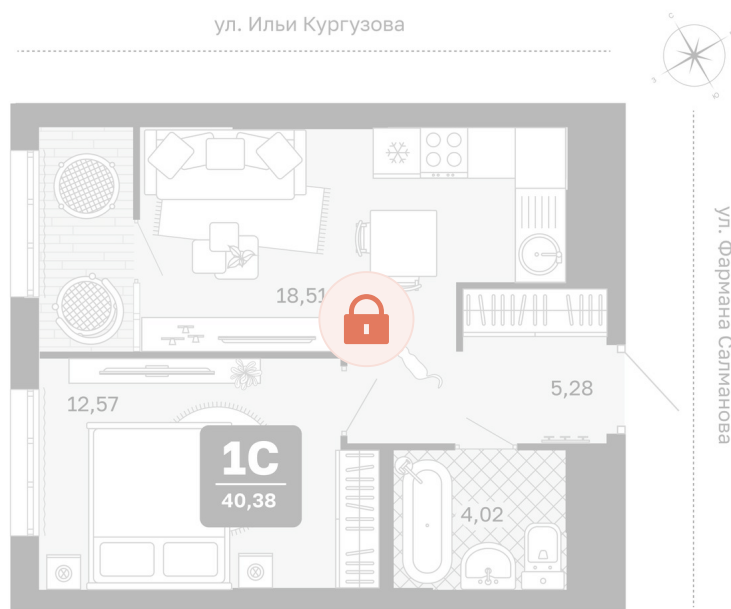 ул. Ильи Кургузова
С
З
Ю
18,51
12,57
5,28
1С
40,38
4,02
ул. Фармана Салманова